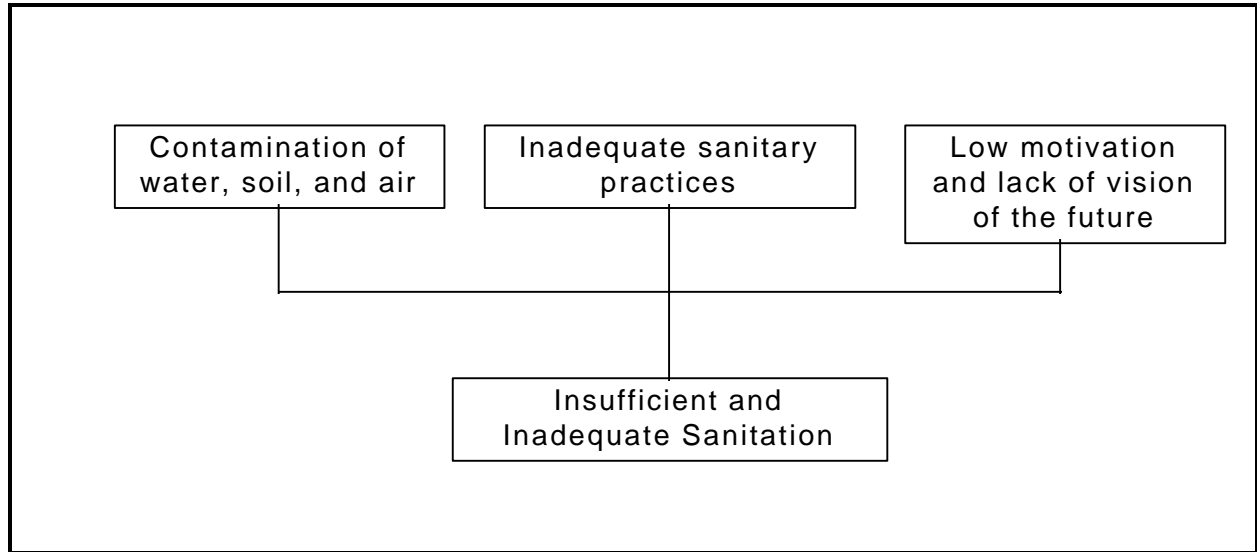 Contamination of
water, soil, and air
Inadequate sanitary
practices
Low motivation
and lack of vision
of the future
Insufficient and
Inadequate Sanitation